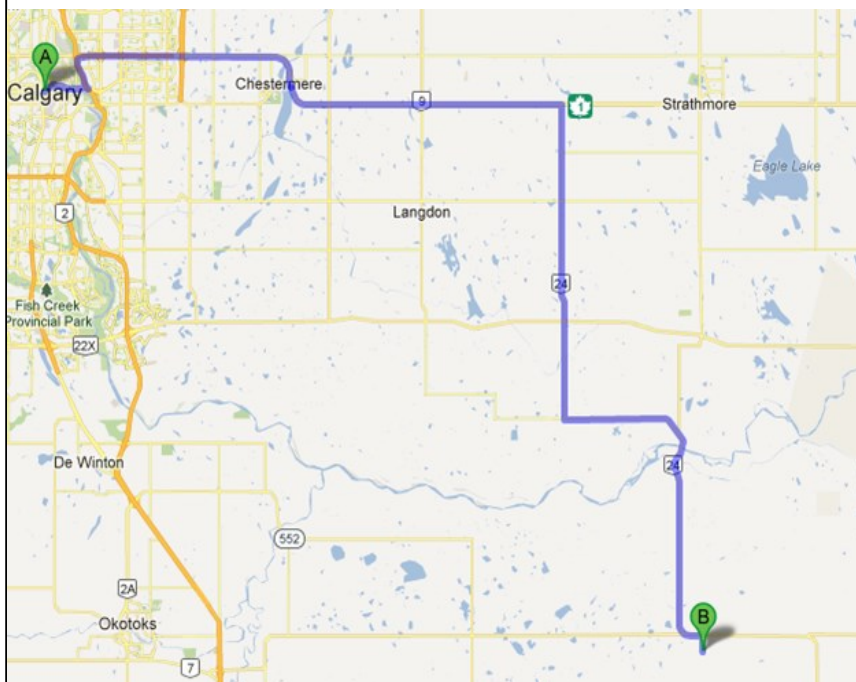 A
Calgary
Chestermere
9
1
Strathmore
Eagle Lake
2
Langdon
24
Fish Creek
Provincial Park
22X
De Winton
24
552
2A
B
Okotoks
7